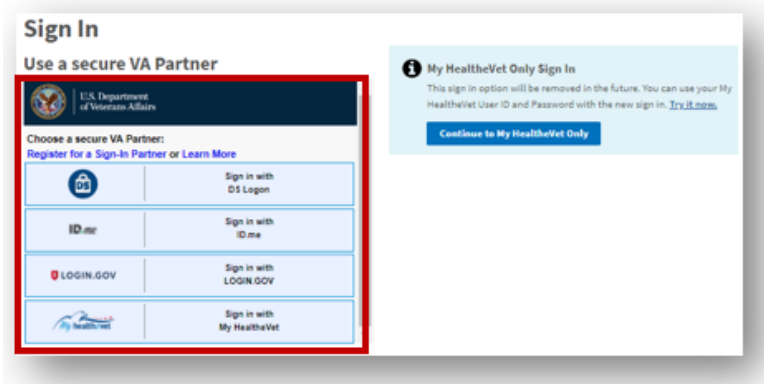 Sign In
Use a secure VA Partner
U.S. Department
of Veterans Affairs
Choose a secure VA Partner:
Register for a Sign-In Partner or Learn More
DS
Sign in with
DS Logon
ID.me
Sign in with
ID.me
LOGIN.GOV
Sign in with
LOGIN.GOV
My healthevet
Sign in with
My HealtheVet
My HealtheVet Only Sign In
This sign in option will be removed in the future. You can use your My
HealtheVet User ID and Password with the new sign in. Try it now.
Continue to My HealtheVet Only